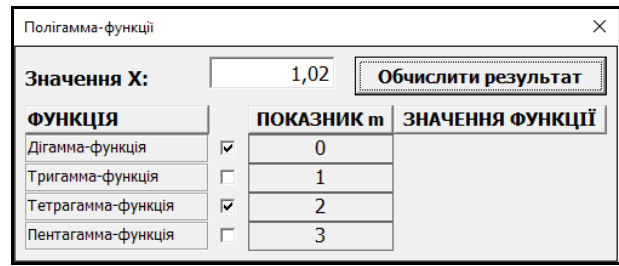 Полігамма-функції
Значення X: 1,02 Обчислити результат
ФУНКЦІЯ ПОКАЗНИК m ЗНАЧЕННЯ ФУНКЦІЇ
Дігамма-функція 0
Тригамма-функція 1
Тетрагамма-функція 2
Пентагамма-функція 3